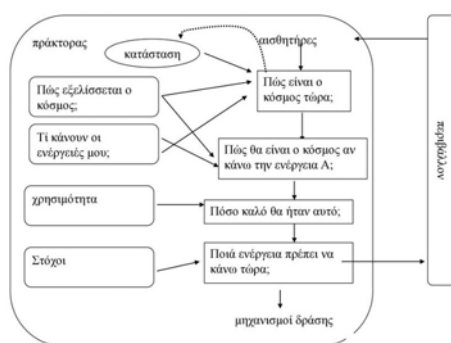 πράκτορας
αισθητήρες
κατάσταση
Πώς είναι ο
κόσμος τώρα;
Πώς εξελίσσεται ο
κόσμος;
Τί κάνουν οι
ενέργειές μου;
Πώς θα είναι ο κόσμος αν
κάνω την ενέργεια Α;
χρησιμότητα
Πόσο καλό θα ήταν αυτό;
Στόχοι
Ποιά ενέργεια πρέπει να
κάνω τώρα;
μηχανισμοί δράσης
περιβάλλον